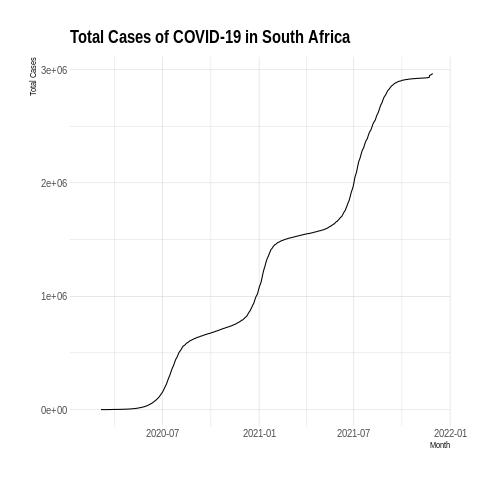 Total Cases of COVID-19 in South Africa
Total Cases
3e+06
2e+06
1e+06
0e+00
2020-07
2021-01
2021-07
2022-01
Month